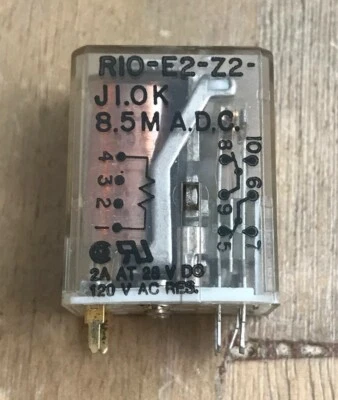 R10-E2-Z2-
J1.0K
8.5M A.D.C.
4 3 2 1
8 9 5
10 6 7
2A AT 28 V DC
120 V AC RES.